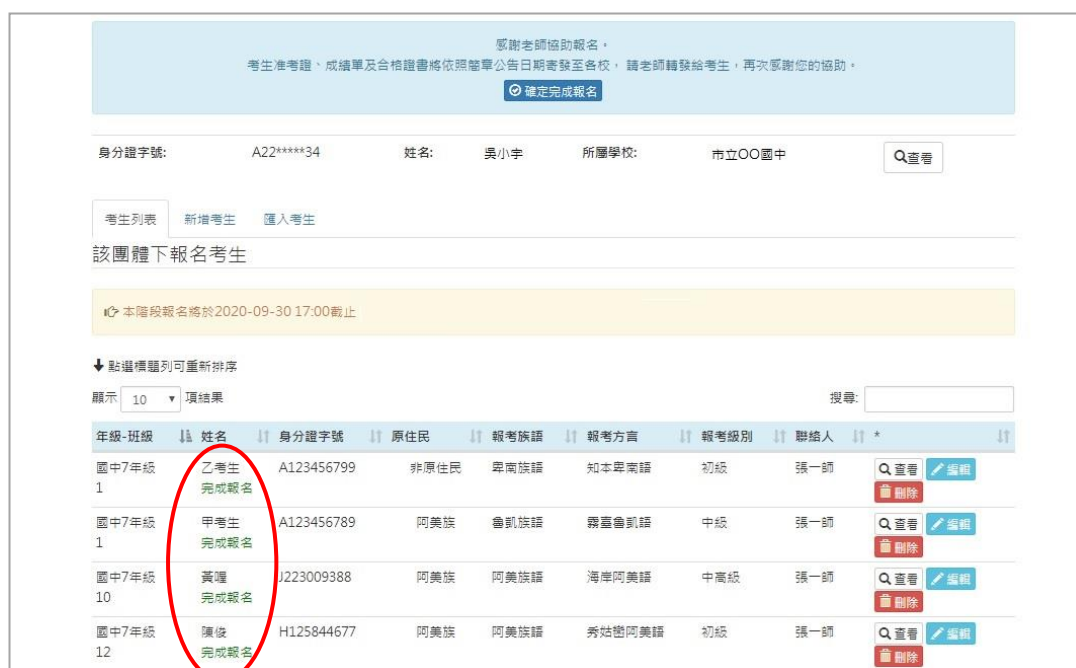 感謝老師協助報名。
考生准考證、成績單及合格證書將依照簡章公告日期寄發至各校， 請老師轉發給考生，再次感謝您的協助。
確定完成報名
身分證字號: A22*****34 姓名: 吳小宇 所屬學校: 市立OO國中 查看
考生列表 新增考生 匯入考生
該團體下報名考生
本階段報名將於2020-09-30 17:00截止
點選標題列可重新排序
顯示 10 項結果 搜尋:
年級-班級 姓名 身分證字號 原住民 報考族語 報考方言 報考級別 聯絡人 *
國中7年級 乙考生 A123456799 非原住民 卑南族語 知本卑南語 初級 張一師 查看 編輯
1 完成報名 刪除
國中7年級 甲考生 A123456789 阿美族 魯凱族語 霧臺魯凱語 中級 張一師 查看 編輯
1 完成報名 刪除
國中7年級 黃喔 J223009388 阿美族 阿美族語 海岸阿美語 中高級 張一師 查看 編輯
10 完成報名 刪除
國中7年級 陳俊 H125844677 阿美族 阿美族語 秀姑巒阿美語 初級 張一師 查看 編輯
12 完成報名 刪除